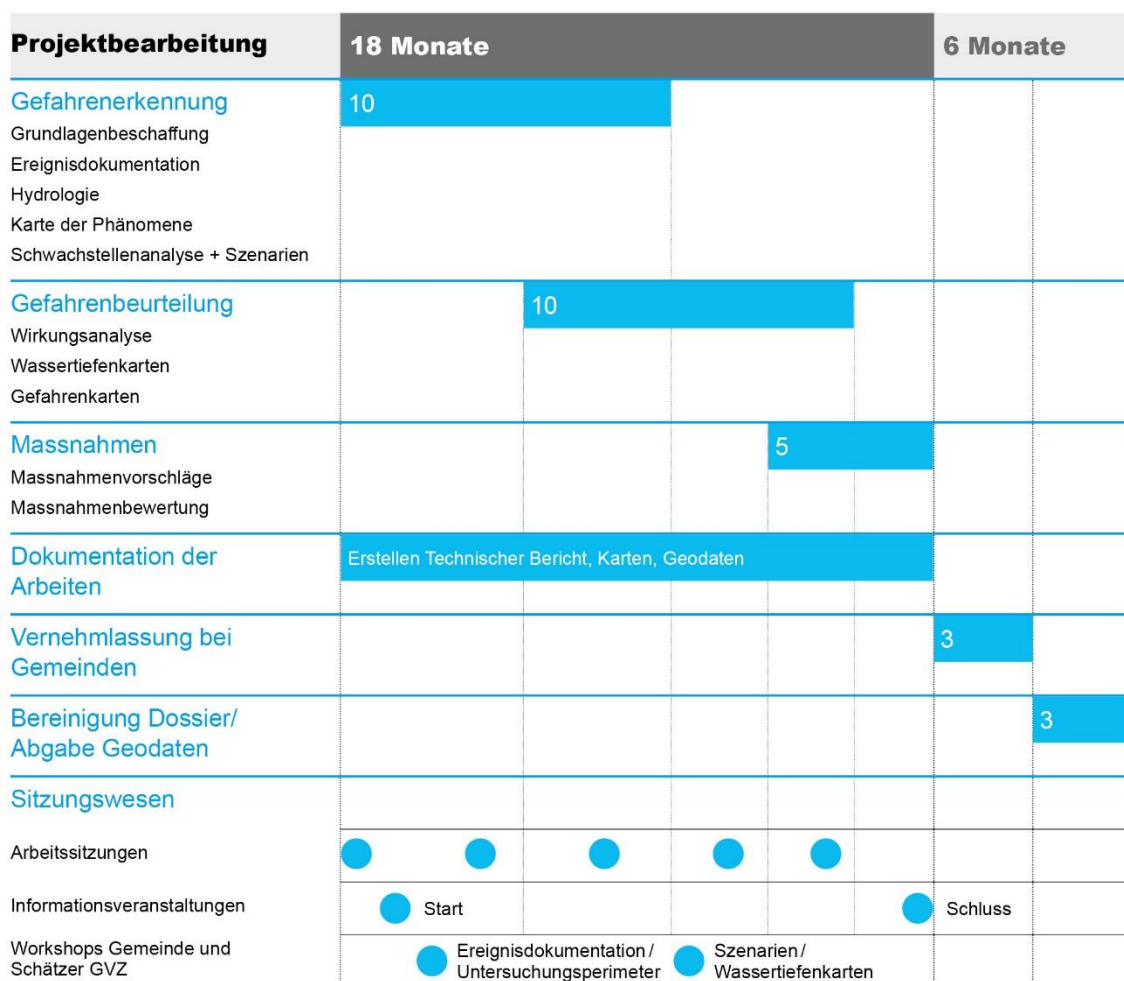 Projektbearbeitung
18 Monate
6 Monate
Gefahrenerkennung
10
Grundlagenbeschaffung
Ereignisdokumentation
Hydrologie
Karte der Phänomene
Schwachstellenanalyse + Szenarien
Gefahrenbeurteilung
10
Wirkungsanalyse
Wassertiefenkarten
Gefahrenkarten
Massnahmen
5
Massnahmenvorschläge
Massnahmenbewertung
Dokumentation der
Arbeiten
Erstellen Technischer Bericht, Karten, Geodaten
Vernehmlassung bei
Gemeinden
3
Bereinigung Dossier/
Abgabe Geodaten
3
Sitzungswesen
Arbeitssitzungen
Informationsveranstaltungen
Start
Schluss
Workshops Gemeinde und
Schätzer GVZ
Ereignisdokumentation /
Untersuchungsperimeter
Szenarien /
Wassertiefenkarten